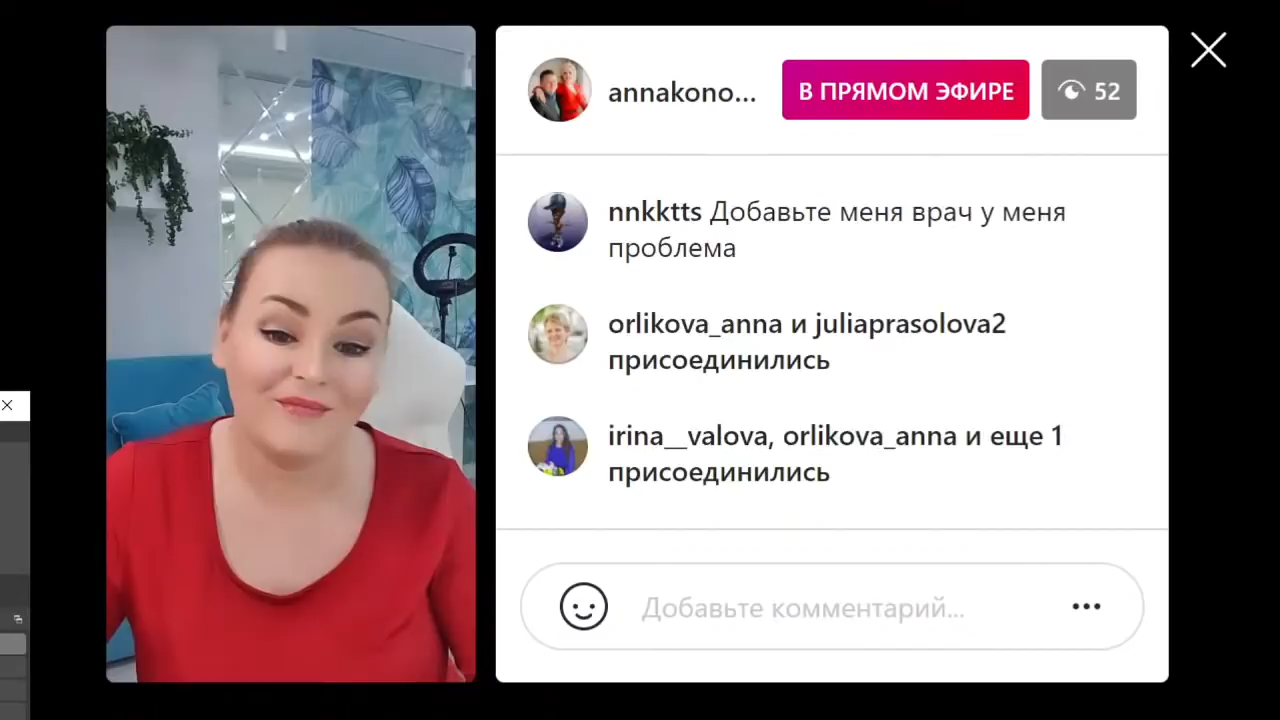 annakono...
В ПРЯМОМ ЭФИРЕ
52
nnkktts Добавьте меня врач у меня
проблема
orlikova_anna и juliaprasolova2
присоединились
irina__valova, orlikova_anna и еще 1
присоединились
Добавьте комментарий...